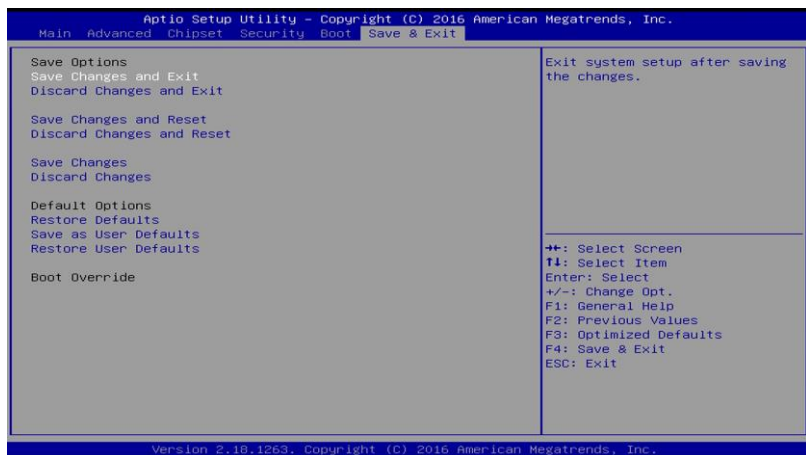 Aptio Setup Utility – Copyright (C) 2016 American Megatrends, Inc.
Main Advanced Chipset Security Boot Save & Exit
Save Options
Save Changes and Exit
Discard Changes and Exit
Save Changes and Reset
Discard Changes and Reset
Save Changes
Discard Changes
Default Options
Restore Defaults
Save as User Defaults
Restore User Defaults
Boot Override
Exit system setup after saving
the changes.
→←: Select Screen
↑↓: Select Item
Enter: Select
+/-: Change Opt.
F1: General Help
F2: Previous Values
F3: Optimized Defaults
F4: Save & Exit
ESC: Exit
Version 2.18.1263. Copyright (C) 2016 American Megatrends, Inc.